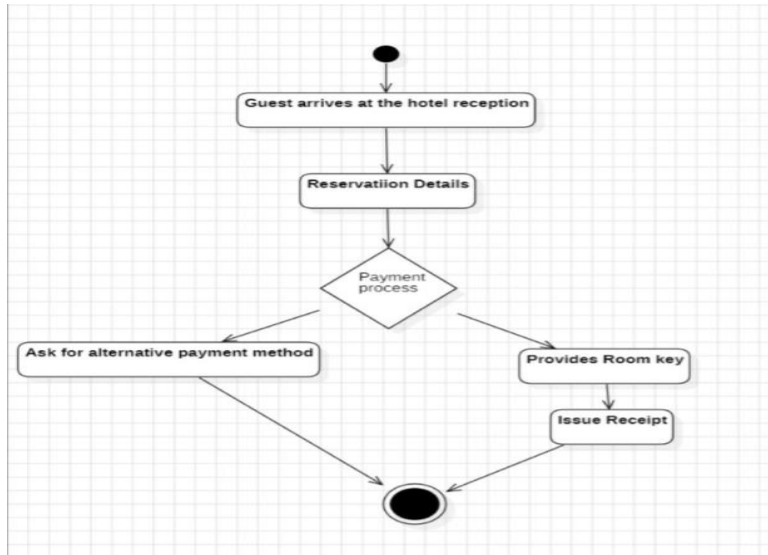 Guest arrives at the hotel reception
Reservatiion Details
Payment
process
Ask for alternative payment method
Provides Room key
Issue Receipt